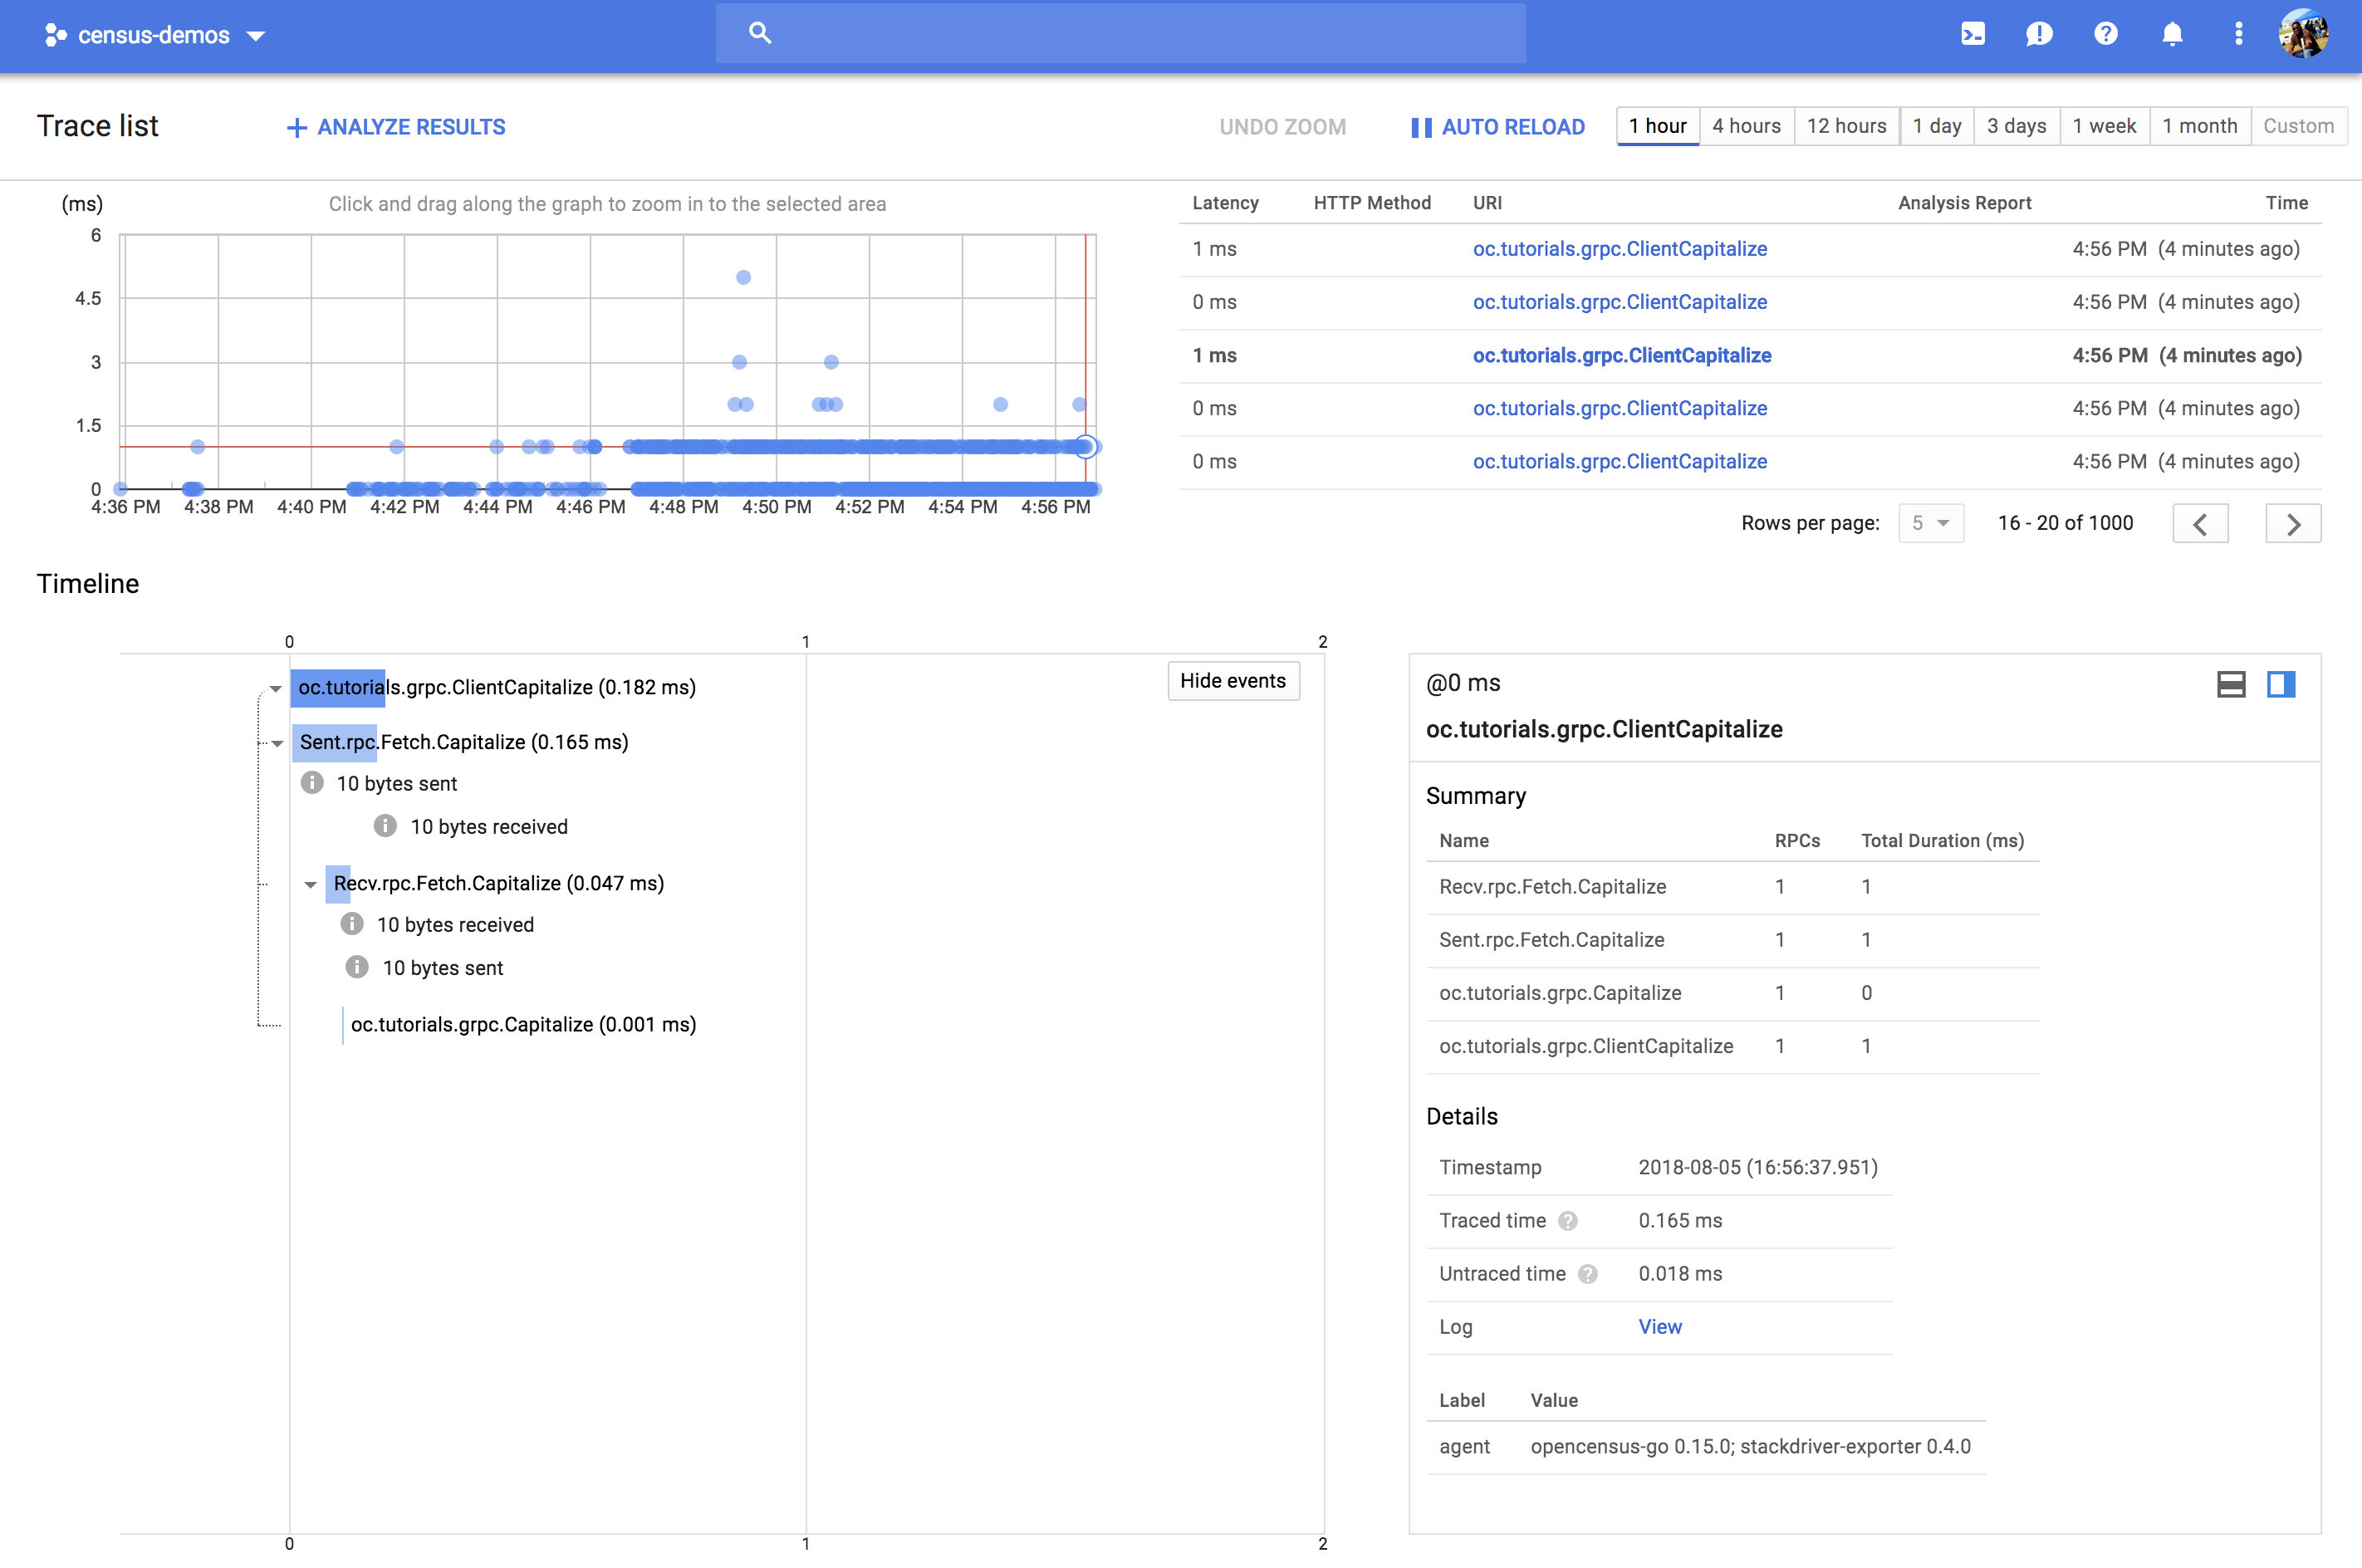 census-demos
Trace list
ANALYZE RESULTS
UNDO ZOOM
AUTO RELOAD
1 hour
4 hours
12 hours
1 day
3 days
1 week
1 month
Custom
(ms)
Click and drag along the graph to zoom in to the selected area
6
4.5
3
1.5
0
4:36 PM 4:38 PM 4:40 PM 4:42 PM 4:44 PM 4:46 PM 4:48 PM 4:50 PM 4:52 PM 4:54 PM 4:56 PM
Latency HTTP Method URI Analysis Report Time
1 ms oc.tutorials.grpc.ClientCapitalize 4:56 PM (4 minutes ago)
0 ms oc.tutorials.grpc.ClientCapitalize 4:56 PM (4 minutes ago)
1 ms oc.tutorials.grpc.ClientCapitalize 4:56 PM (4 minutes ago)
0 ms oc.tutorials.grpc.ClientCapitalize 4:56 PM (4 minutes ago)
0 ms oc.tutorials.grpc.ClientCapitalize 4:56 PM (4 minutes ago)
Rows per page: 5 16 - 20 of 1000
Timeline
0 1 2
Hide events
oc.tutorials.grpc.ClientCapitalize (0.182 ms)
Sent.rpc.Fetch.Capitalize (0.165 ms)
10 bytes sent
10 bytes received
Recv.rpc.Fetch.Capitalize (0.047 ms)
10 bytes received
10 bytes sent
oc.tutorials.grpc.Capitalize (0.001 ms)
0 1 2
@0 ms
oc.tutorials.grpc.ClientCapitalize
Summary
Name RPCs Total Duration (ms)
Recv.rpc.Fetch.Capitalize 1 1
Sent.rpc.Fetch.Capitalize 1 1
oc.tutorials.grpc.Capitalize 1 0
oc.tutorials.grpc.ClientCapitalize 1 1
Details
Timestamp 2018-08-05 (16:56:37.951)
Traced time 0.165 ms
Untraced time 0.018 ms
Log View
Label Value
agent opencensus-go 0.15.0; stackdriver-exporter 0.4.0